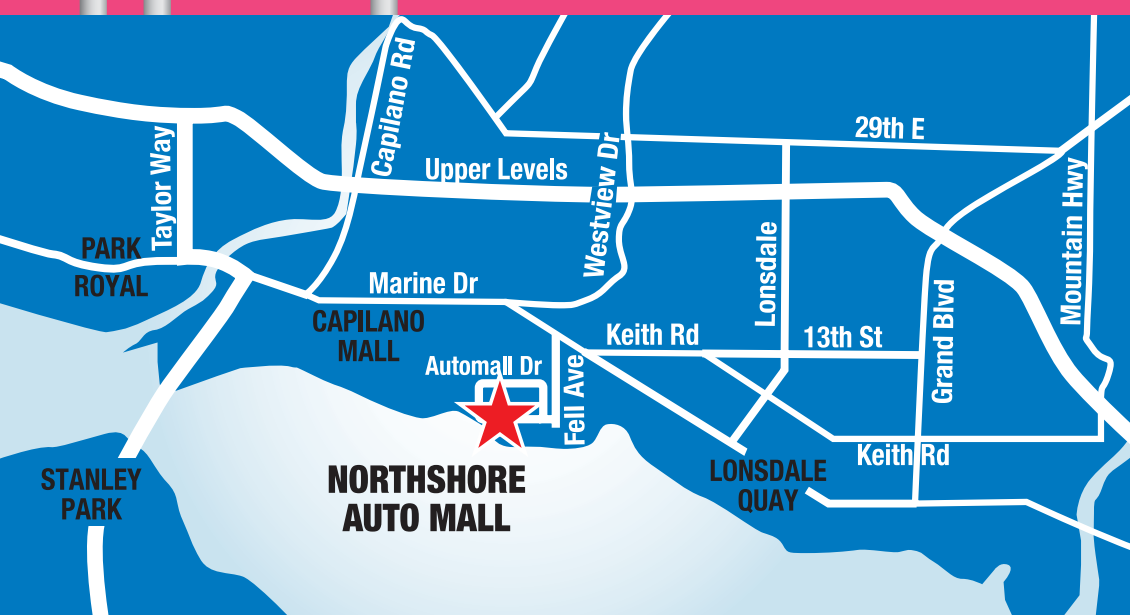 Capilano Rd
29th E
Taylor Way
Upper Levels
Westview Dr
Mountain Hwy
PARK
ROYAL
Lonsdale
Marine Dr
Grand Blvd
CAPILANO
MALL
Keith Rd
13th St
Automall Dr
Fell Ave
Keith Rd
STANLEY
PARK
NORTHSHORE
AUTO MALL
LONSDALE
QUAY